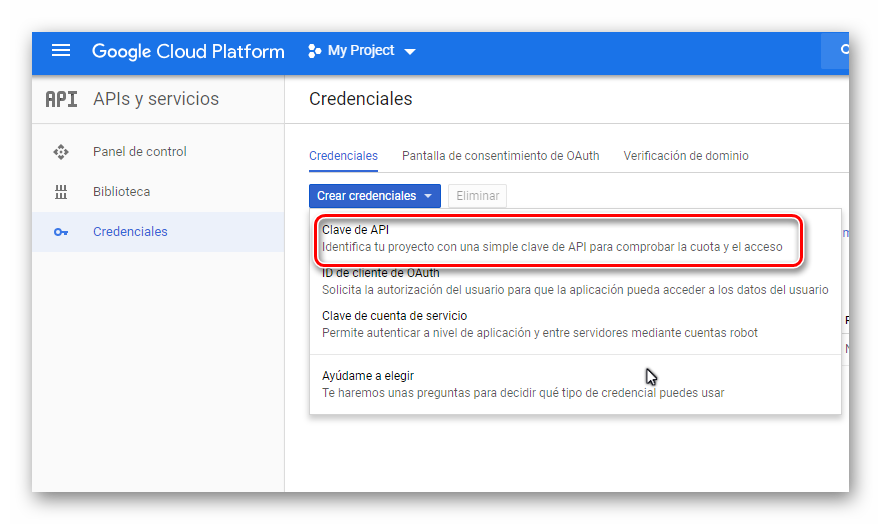 Google Cloud Platform My Project
API APIs y servicios
Credenciales
Panel de control
Biblioteca
Credenciales
Credenciales Pantalla de consentimiento de OAuth Verificación de dominio
Crear credenciales Eliminar
Clave de API
Identifica tu proyecto con una simple clave de API para comprobar la cuota y el acceso
ID de cliente de OAuth
Solicita la autorización del usuario para que la aplicación pueda acceder a los datos del usuario
Clave de cuenta de servicio
Permite autenticar a nivel de aplicación y entre servidores mediante cuentas robot
Ayúdame a elegir
Te haremos unas preguntas para decidir qué tipo de credencial puedes usar